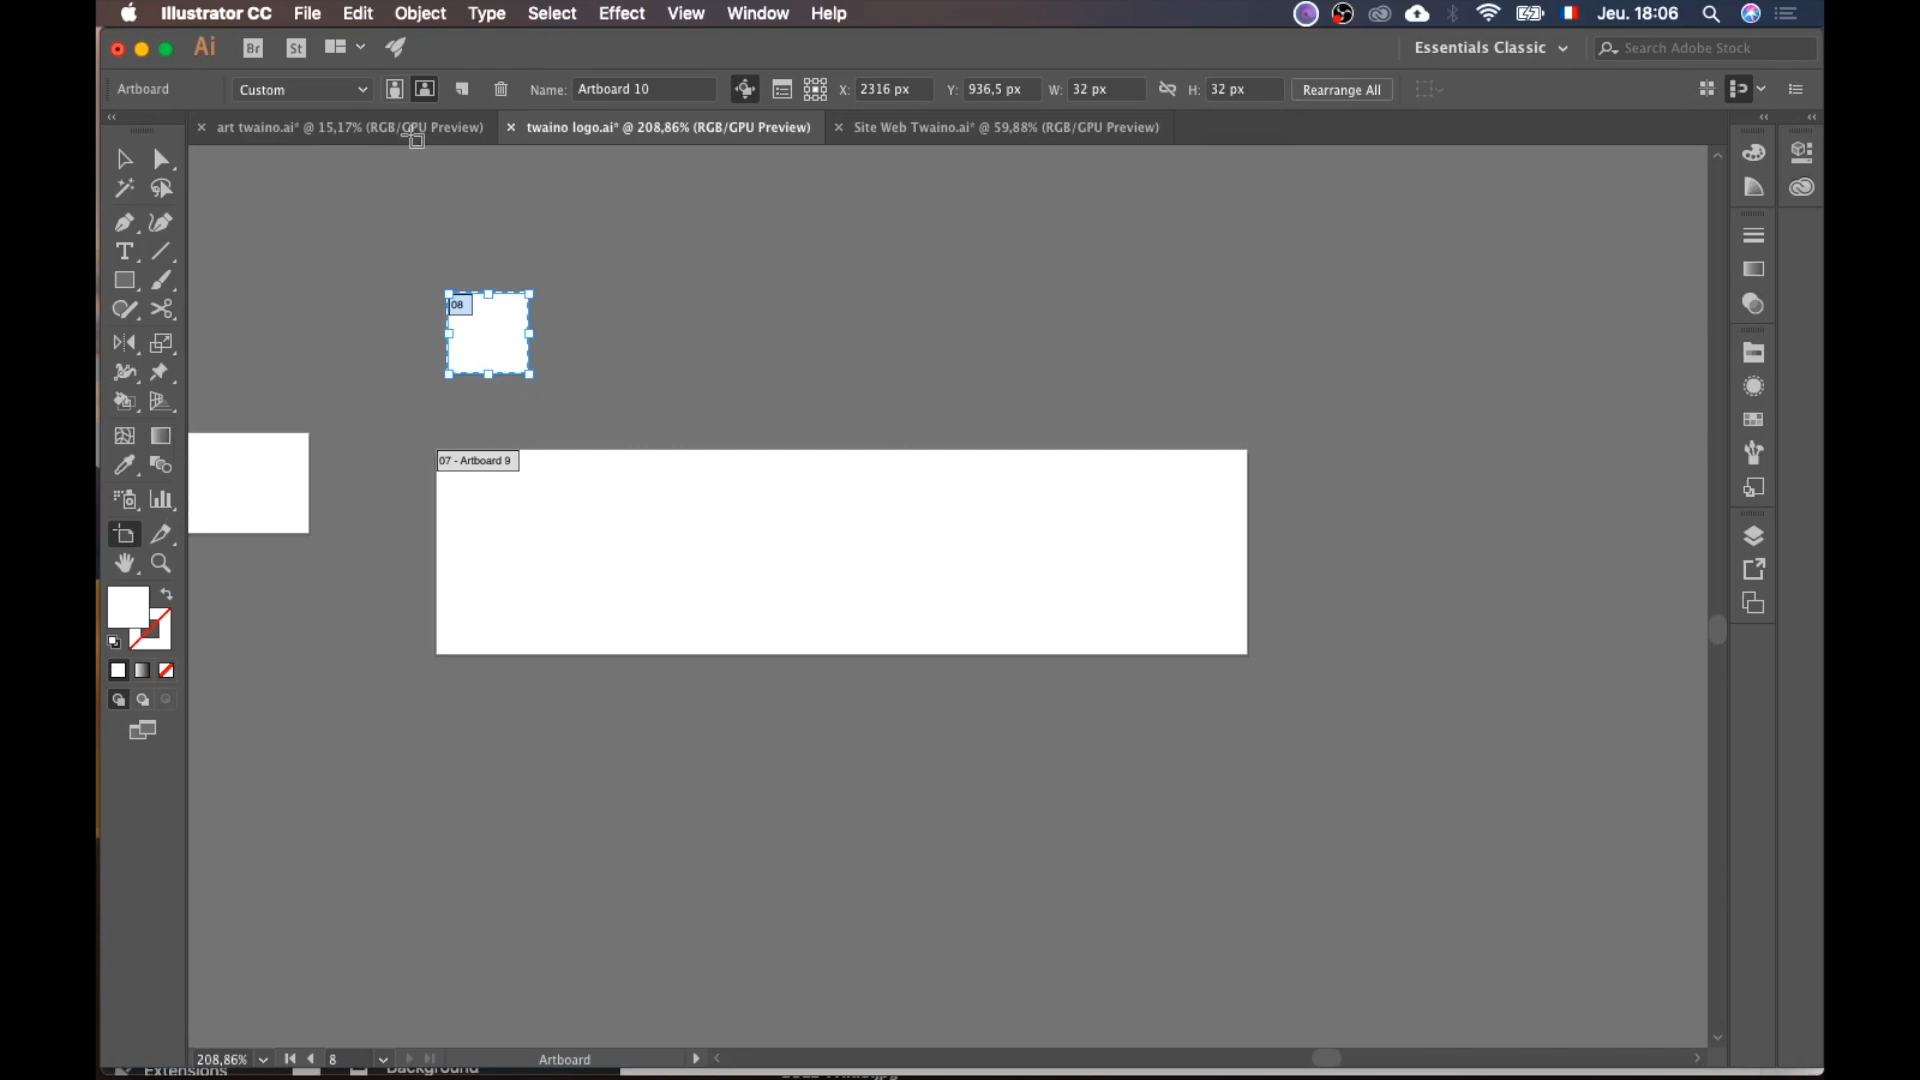 Illustrator CC File Edit Object Type Select Effect View Window Help Jeu. 18:06
Ai Br St Essentials Classic Search Adobe Stock
Artboard Custom Name: Artboard 10 X: 2316 px Y: 936,5 px W: 32 px H: 32 px Rearrange All
art twaino.ai* @ 15,17% (RGB/GPU Preview) twaino logo.ai* @ 208,86% (RGB/GPU Preview) Site Web Twaino.ai* @ 59,88% (RGB/GPU Preview)
08
07 - Artboard 9
208,86% 8 Artboard
Extensions Background